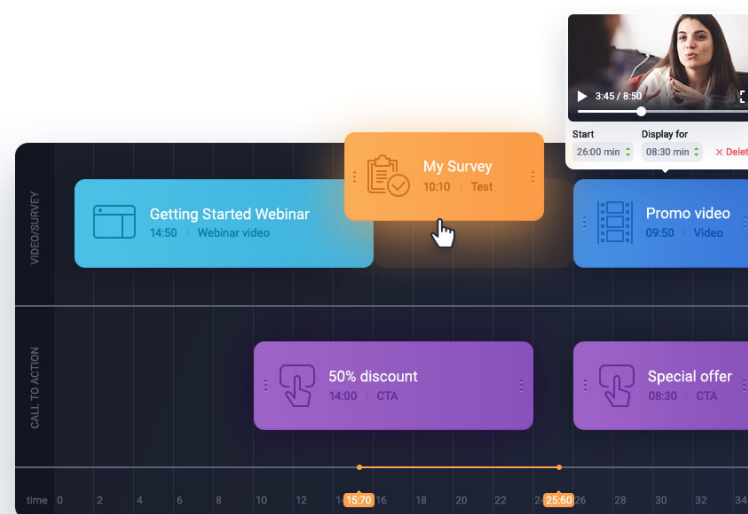 3:45 / 8:50
Start
Display for
26:00 min
08:30 min
× Delet
VIDEO/SURVEY
My Survey
10:10 Test
Getting Started Webinar
14:50 Webinar video
Promo video
09:50 Video
CALL TO ACTION
50% discount
14:00 CTA
Special offer
08:30 CTA
time 0 2 4 6 8 10 12 15:70 16 18 20 22 25:60 26 28 30 32 34